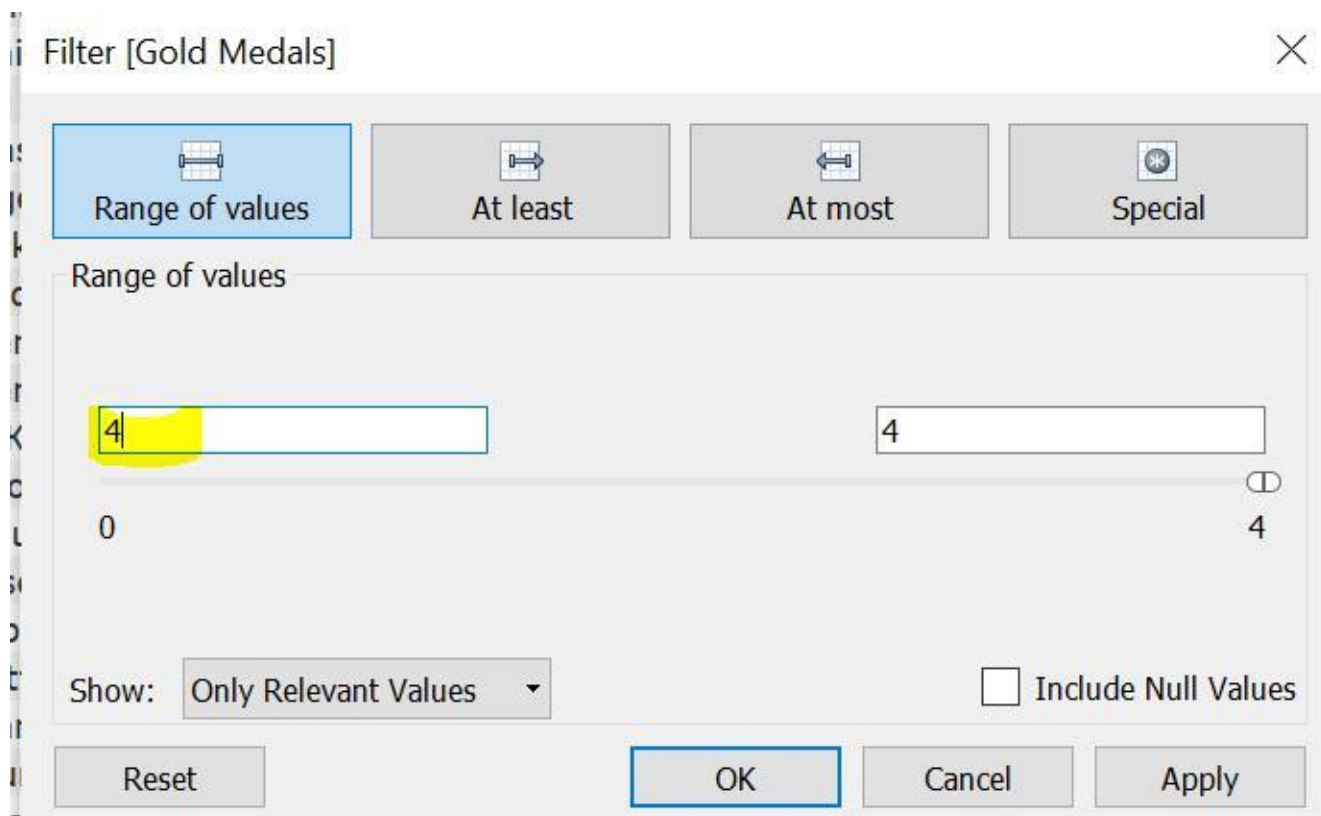 Filter [Gold Medals]
Range of values At least At most Special
Range of values
4 4
0 4
Show: Only Relevant Values Include Null Values
Reset OK Cancel Apply